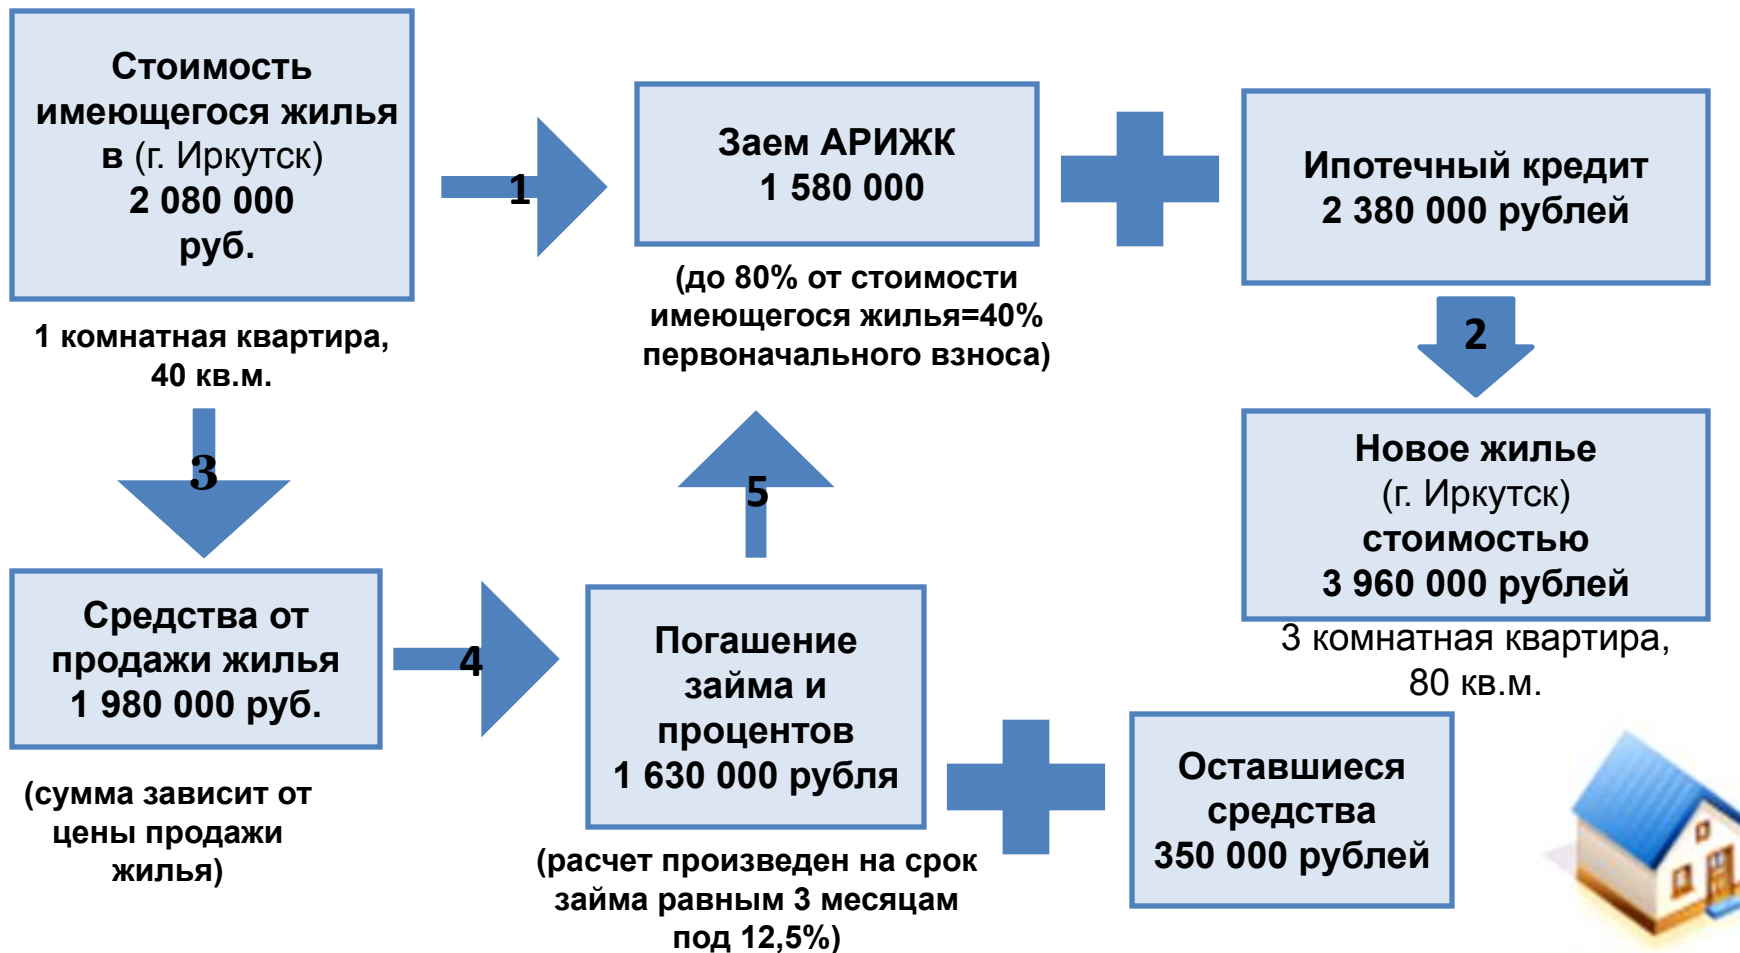 Стоимость
имеющегося жилья
в (г. Иркутск)
2 080 000
руб.
1 комнатная квартира,
40 кв.м.
1
Заем АРИЖК
1 580 000
(до 80% от стоимости
имеющегося жилья=40%
первоначального взноса)
Ипотечный кредит
2 380 000 рублей
2
Новое жилье
(г. Иркутск)
стоимостью
3 960 000 рублей
3 комнатная квартира,
80 кв.м.
3
Средства от
продажи жилья
1 980 000 руб.
(сумма зависит от
цены продажи
жилья)
4
5
Погашение
займа и
процентов
1 630 000 рубля
(расчет произведен на срок
займа равным 3 месяцам
под 12,5%)
Оставшиеся
средства
350 000 рублей